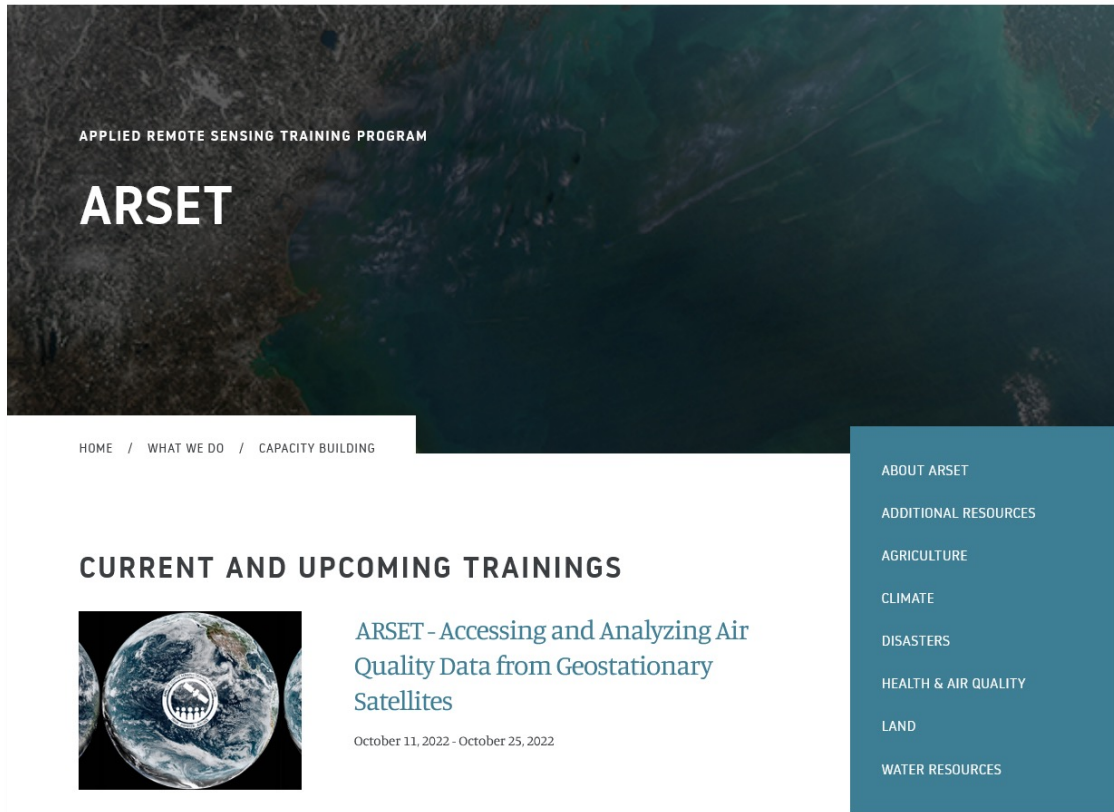 APPLIED REMOTE SENSING TRAINING PROGRAM
ARSET
HOME / WHAT WE DO / CAPACITY BUILDING
CURRENT AND UPCOMING TRAININGS
ARSET - Accessing and Analyzing Air
Quality Data from Geostationary
Satellites
October 11, 2022 - October 25, 2022
ABOUT ARSET
ADDITIONAL RESOURCES
AGRICULTURE
CLIMATE
DISASTERS
HEALTH & AIR QUALITY
LAND
WATER RESOURCES